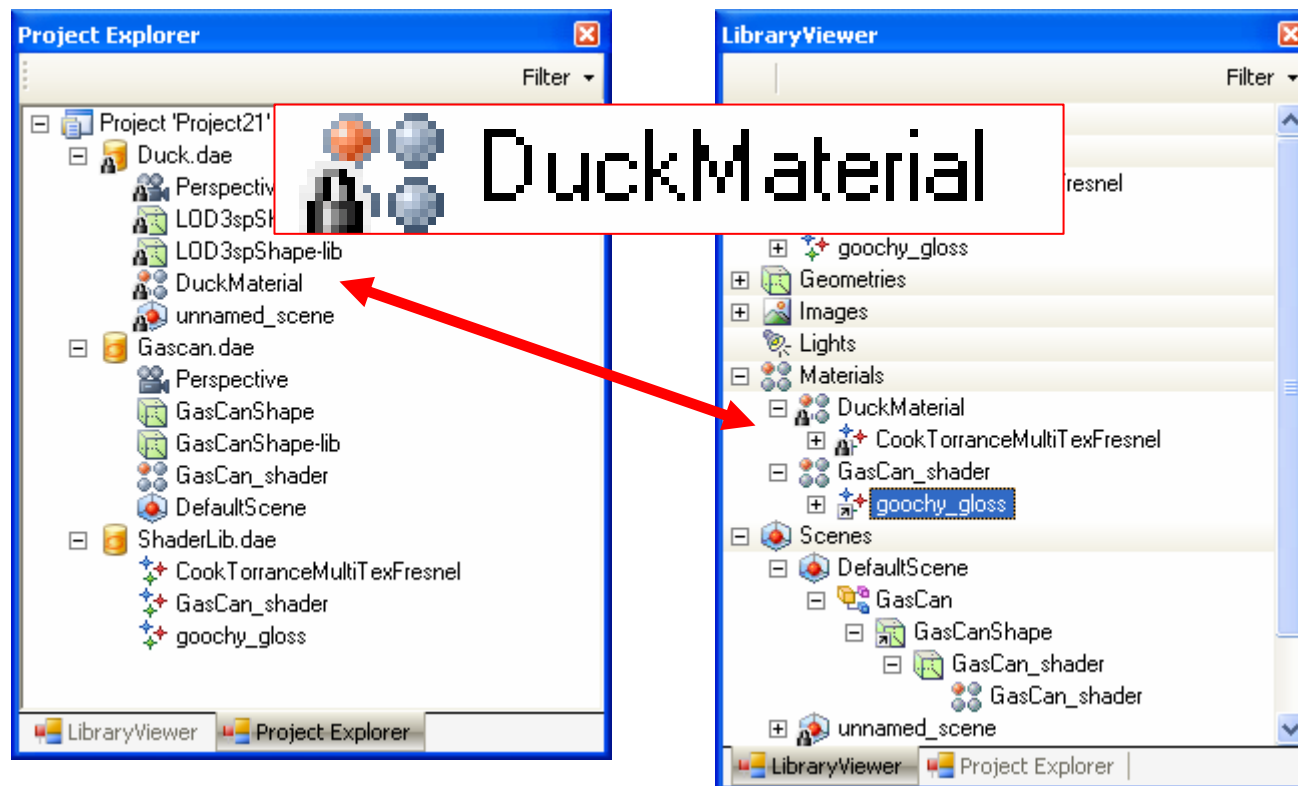 Project Explorer
Filter
Project 'Project21'
Duck.dae
Perspectiv
LOD3spSh
LOD3spShape-lib
DuckMaterial
unnamed_scene
Gascan.dae
Perspective
GasCanShape
GasCanShape-lib
GasCan_shader
DefaultScene
ShaderLib.dae
CookTorranceMultiTexFresnel
GasCan_shader
goochy_gloss
LibraryViewer
Project Explorer
DuckMaterial
LibraryViewer
Filter
resnel
goochy_gloss
Geometries
Images
Lights
Materials
DuckMaterial
CookTorranceMultiTexFresnel
GasCan_shader
goochy_gloss
Scenes
DefaultScene
GasCan
GasCanShape
GasCan_shader
GasCan_shader
unnamed_scene
LibraryViewer
Project Explorer